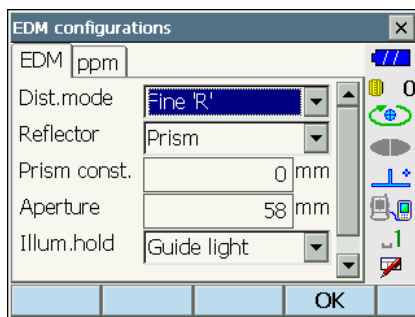 EDM configurations
EDM ppm
0
Dist.mode Fine 'R'
Reflector Prism
Prism const. 0 mm
Aperture 58 mm
Illum.hold Guide light
1
OK